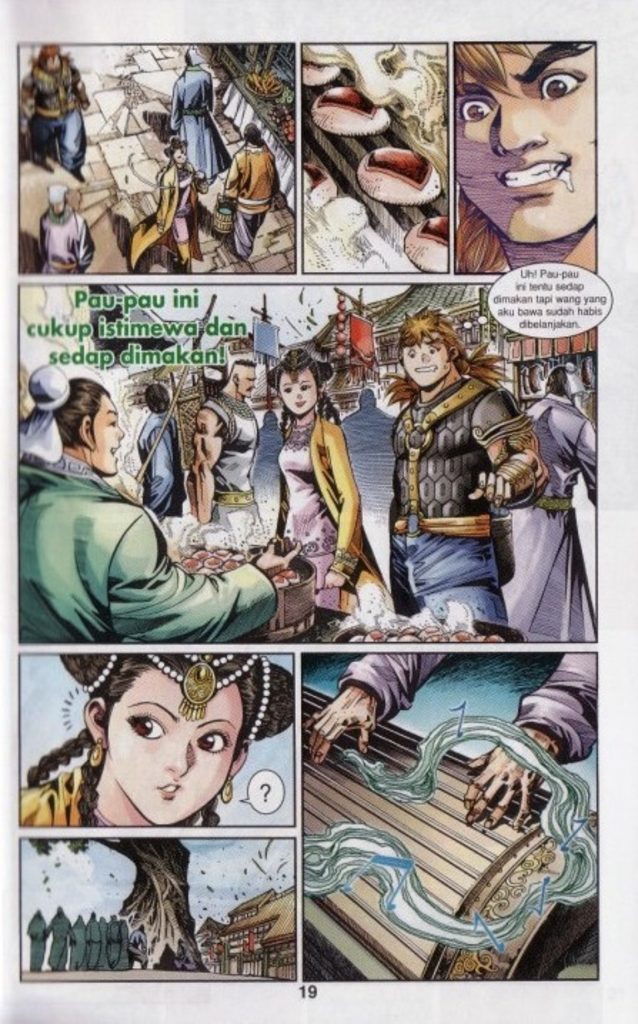 Uh! Pau-pau
ini tentu sedap
dimakan tapi wang yang
aku bawa sudah habis
dibelanjakan.
Pau-pau ini
cukup istimewa dan
sedap dimakan!
?
19